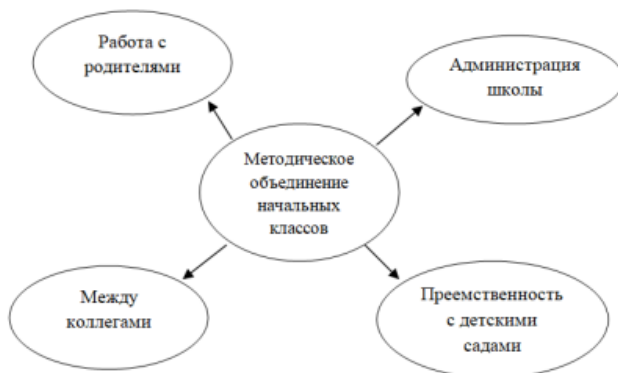 Работа с
родителями
Администрация
школы
Методическое
объединение
начальных
классов
Между
коллегами
Преемственность
с детскими
садами